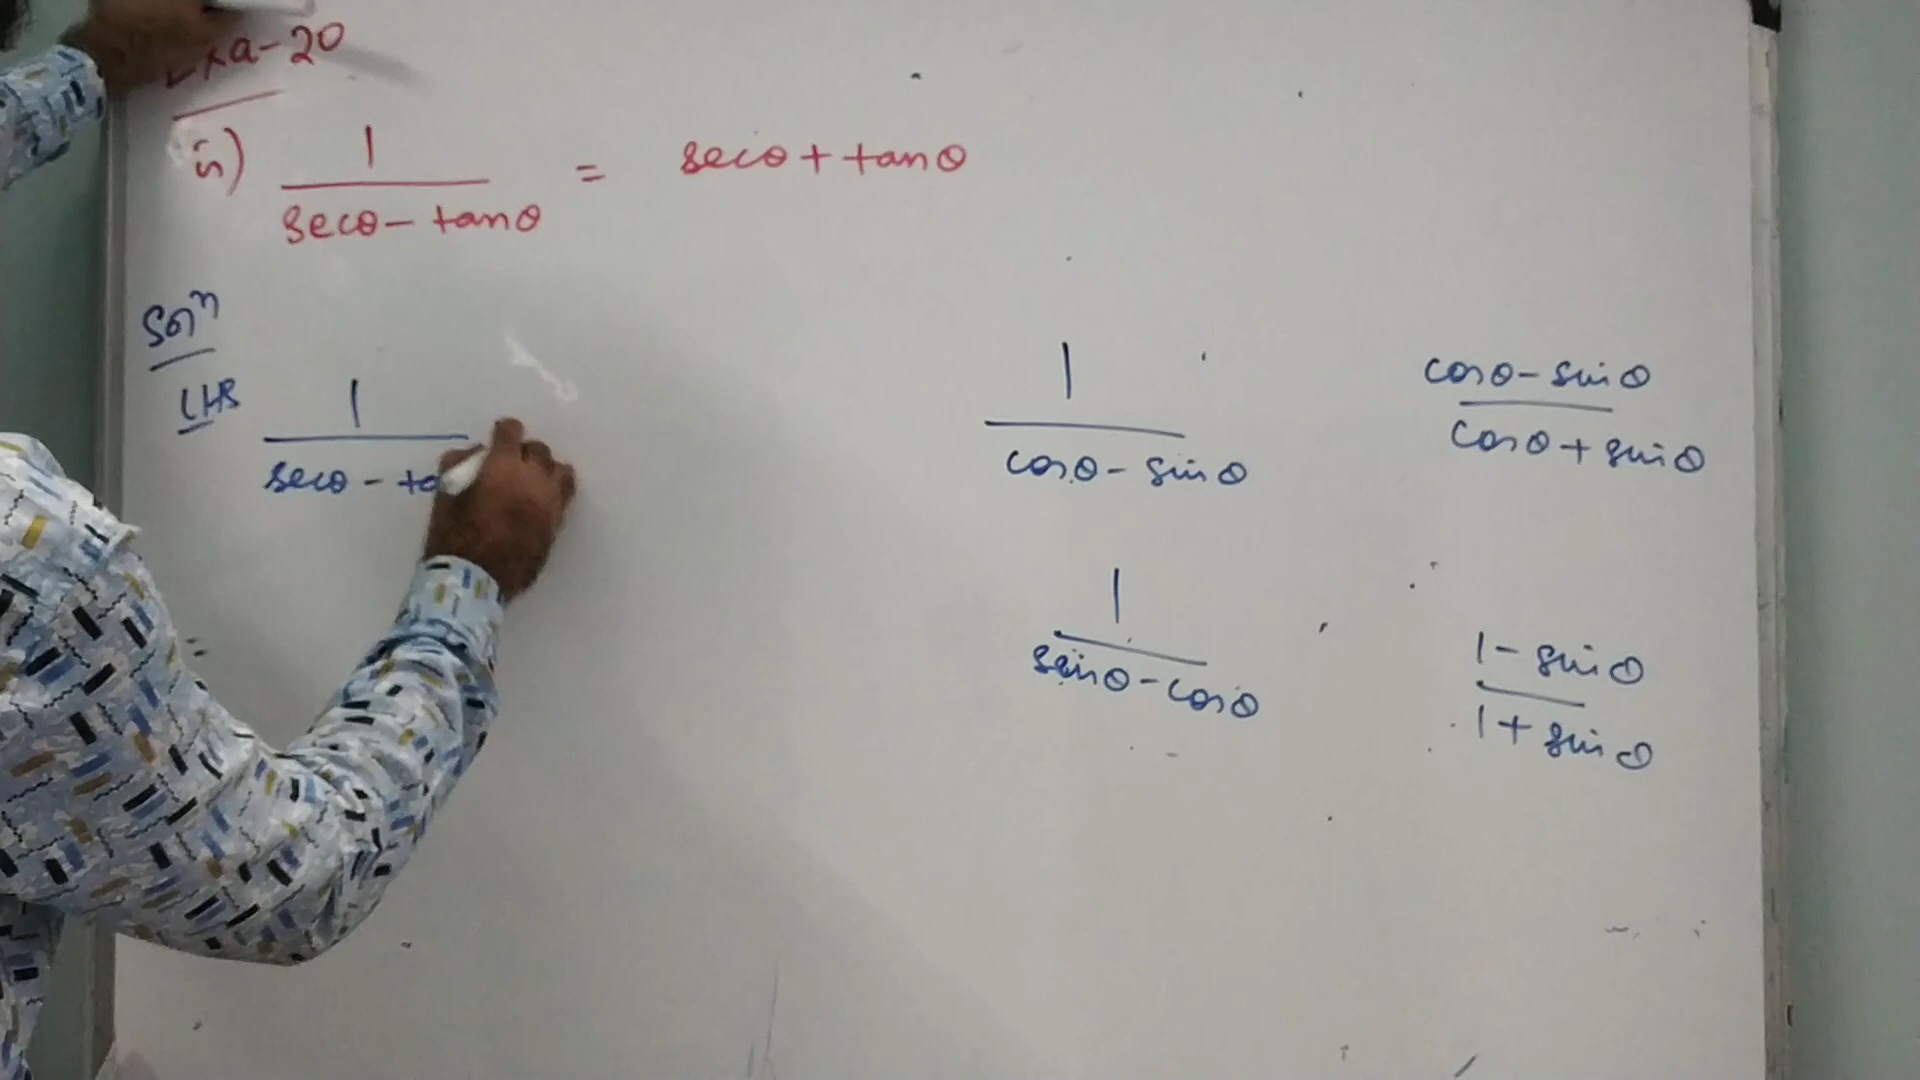 a-20
ii) 1 / secθ - tanθ = secθ + tanθ
Solⁿ
LHS 1 / secθ - ta
1 / cosθ - sinθ
cosθ - sinθ / cosθ + sinθ
1 / sinθ - cosθ
1 - sinθ / 1 + sinθ